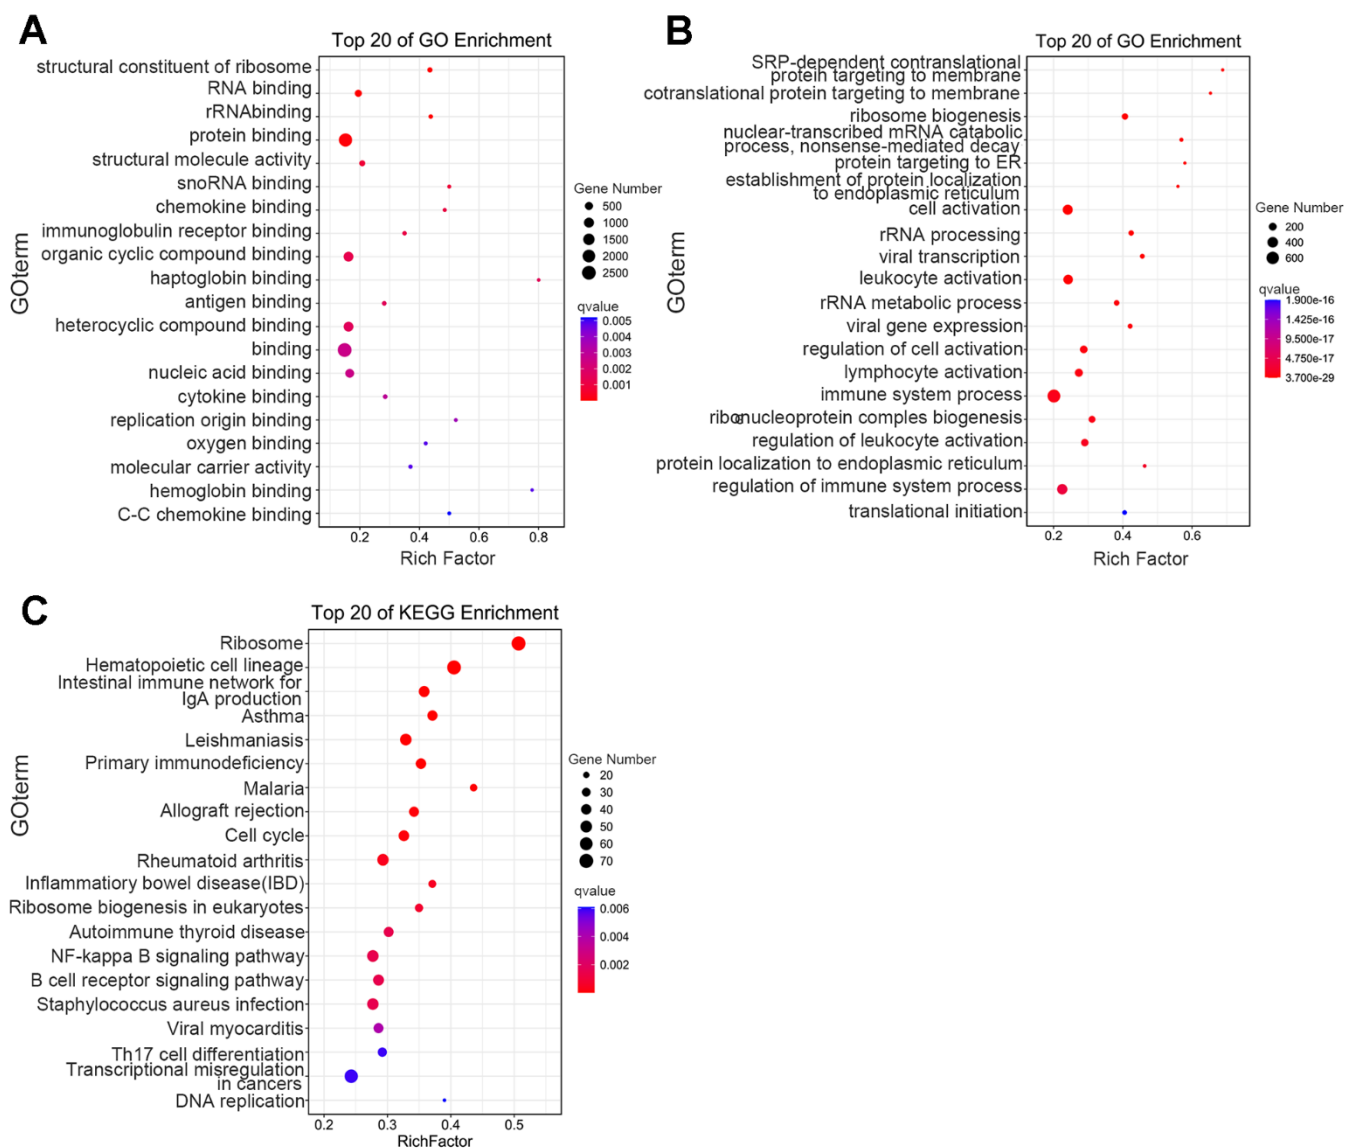 A
Top 20 of GO Enrichment
structural constituent of ribosome
RNA binding
rRNAbinding
protein binding
structural molecule activity
snoRNA binding
chemokine binding
immunoglubulin receptor binding
organic cyclic compound binding
haptoglobin binding
antigen binding
heterocyclic compound binding
binding
nucleic acid binding
cytokine binding
replication origin binding
oxygen binding
molecular carrier activity
hemoglobin binding
C-C chemokine binding
GOterm
0.2 0.4 0.6 0.8
Rich Factor
Gene Number
500
1000
1500
2000
2500
qvalue
0.005
0.004
0.003
0.002
0.001
B
Top 20 of GO Enrichment
SRP-dependent contranslational
protein targeting to membrane
cotranslational protein targeting to membrane
ribosome biogenesis
nuclear-transcribed mRNA catabolic
process, nonsense-mediated decay
protein targeting to ER
establishment of protein localization
to endoplasmic reticulum
cell activation
rRNA processing
viral transcription
leukocyte activation
rRNA metabolic process
viral gene expression
regulation of cell activation
lymphocyte activation
immune system process
ribonucleoprotein comples biogenesis
regulation of leukocyte activation
protein localization to endoplasmic reticulum
regulation of immune system process
translational initiation
GOterm
0.2 0.4 0.6
Rich Factor
Gene Number
200
400
600
qvalue
1.900e-16
1.425e-16
9.500e-17
4.750e-17
3.700e-29
C
Top 20 of KEGG Enrichment
Ribosome
Hematopoietic cell lineage
Intestinal immune network for
IgA production
Asthma
Leishmaniasis
Primary immunodeficiency
Malaria
Allograft rejection
Cell cycle
Rheumatoid arthritis
Inflammatiory bowel disease(IBD)
Ribosome biogenesis in eukaryotes
Autoimmune thyroid disease
NF-kappa B signaling pathway
B cell receptor signaling pathway
Staphylococcus aureus infection
Viral myocarditis
Th17 cell differentiation
Transcriptional misregulation
in cancers
DNA replication
GOterm
0.2 0.3 0.4 0.5
RichFactor
Gene Number
20
30
40
50
60
70
qvalue
0.006
0.004
0.002